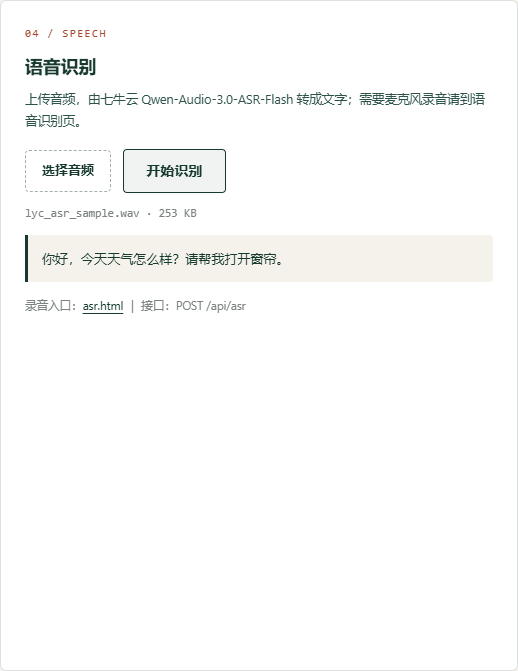 04 / SPEECH
语音识别
上传音频，由七牛云 Qwen-Audio-3.0-ASR-Flash 转成文字；需要麦克风录音请到语
音识别页。
选择音频 开始识别
lyc_asr_sample.wav · 253 KB
你好，今天天气怎么样？请帮我打开窗帘。
录音入口：asr.html | 接口：POST /api/asr